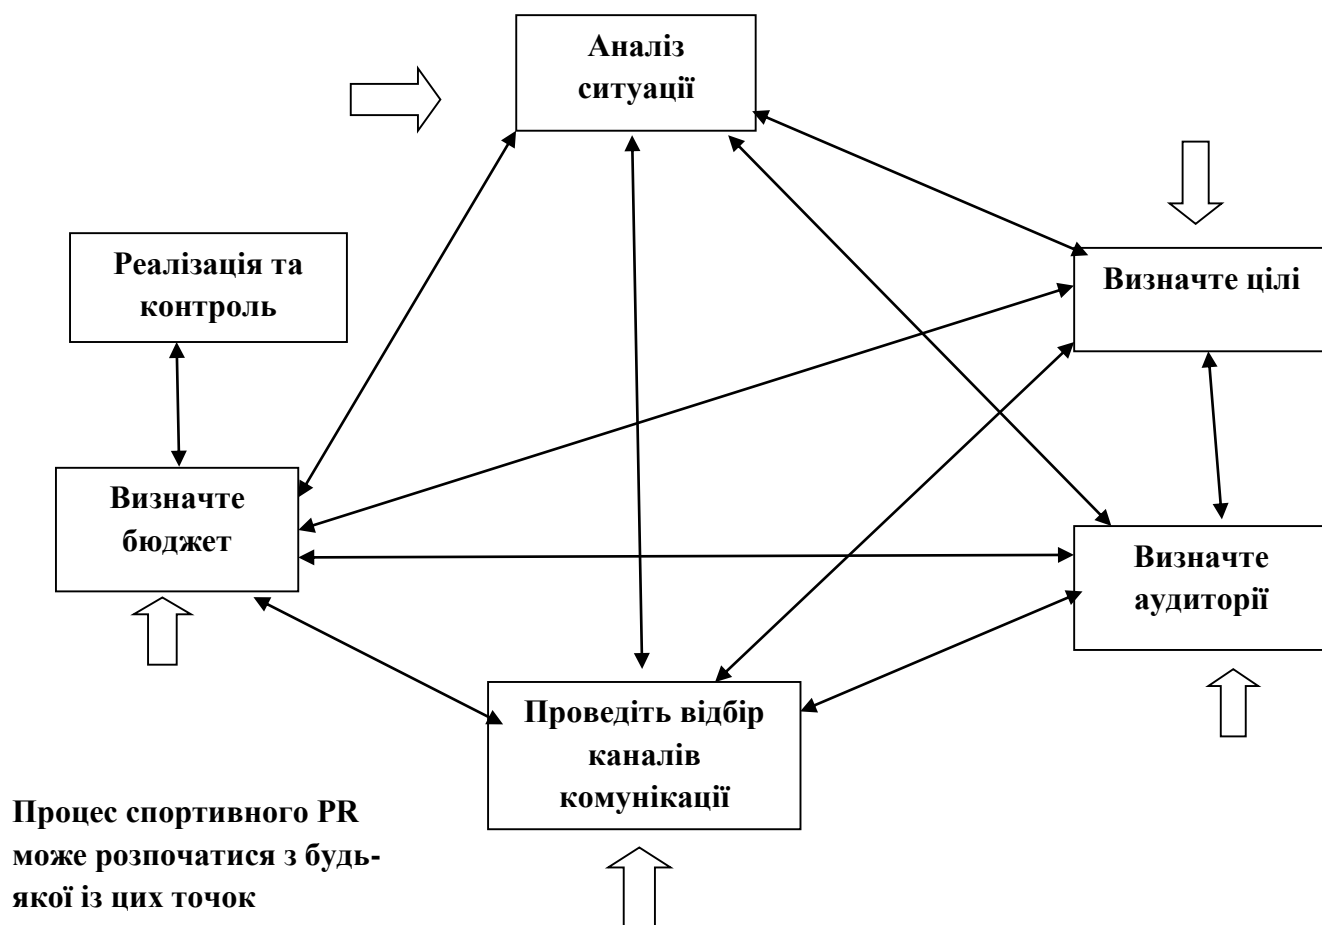 Аналіз
ситуації
Реалізація та
контроль
Визначте цілі
Визначте
бюджет
Визначте
аудиторії
Проведіть відбір
каналів
комунікації
Процес спортивного PR
може розпочатися з будь-
якої із цих точок